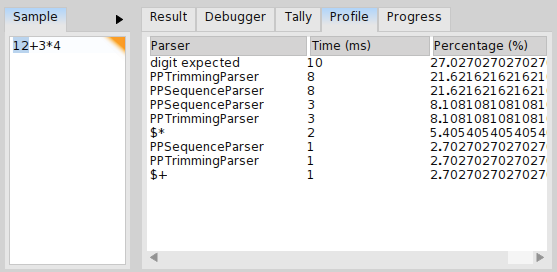 Sample Result Debugger Tally Profile Progress
12+3*4
Parser Time (ms) Percentage (%)
digit expected 10 27.0270270270270
PPTrimmingParser 8 21.621621621621
PPSequenceParser 8 21.621621621621
PPSequenceParser 3 8.1081081081081
PPTrimmingParser 3 8.1081081081081
$* 2 5.4054054054054
PPSequenceParser 1 2.7027027027027
PPTrimmingParser 1 2.7027027027027
$+ 1 2.7027027027027